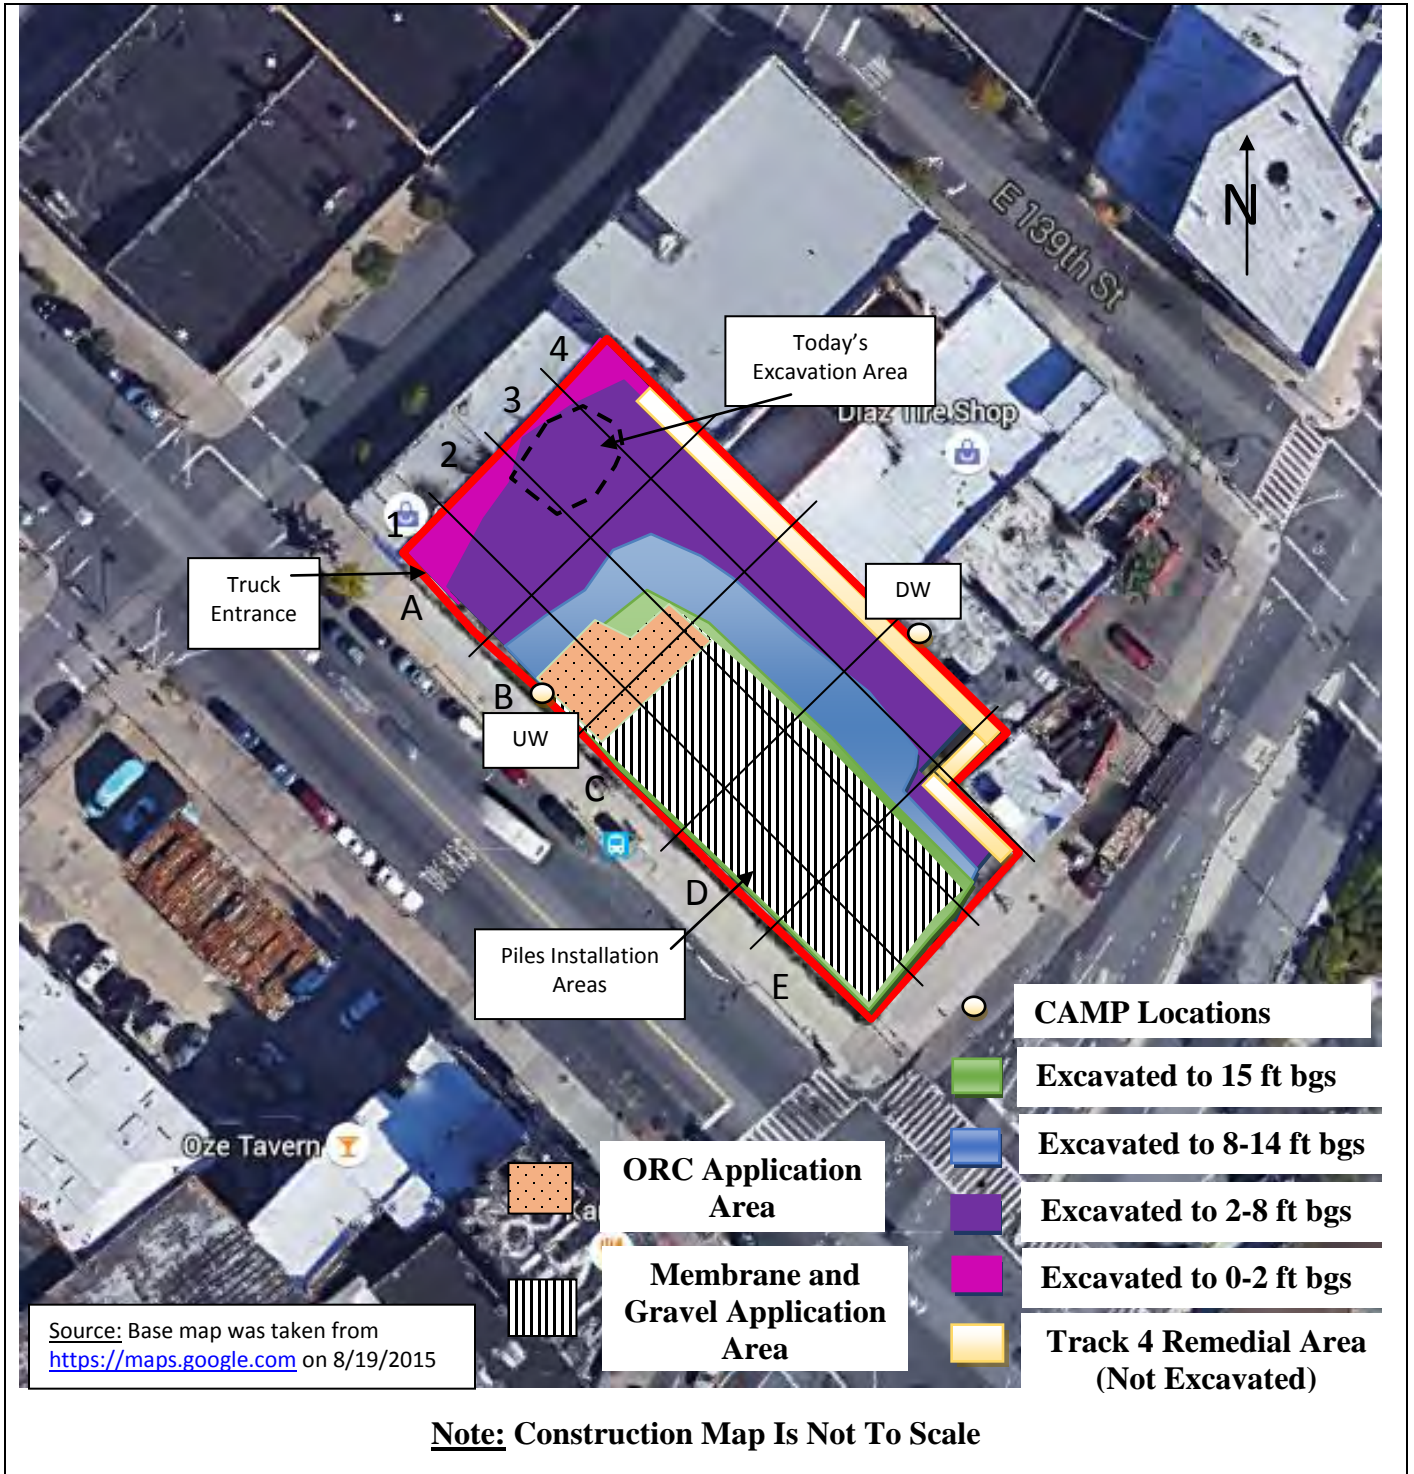 N
E 139th St
Today's
Excavation Area
4
3
2
1
Diaz Tire Shop
Truck
Entrance
A
DW
B
UW
C
D
Piles Installation
Areas
E
CAMP Locations
Excavated to 15 ft bgs
Excavated to 8-14 ft bgs
Excavated to 2-8 ft bgs
Excavated to 0-2 ft bgs
Track 4 Remedial Area
(Not Excavated)
Oze Tavern
ORC Application
Area
Ka
Membrane and
Gravel Application
Area
Source: Base map was taken from
https://maps.google.com on 8/19/2015
Note: Construction Map Is Not To Scale